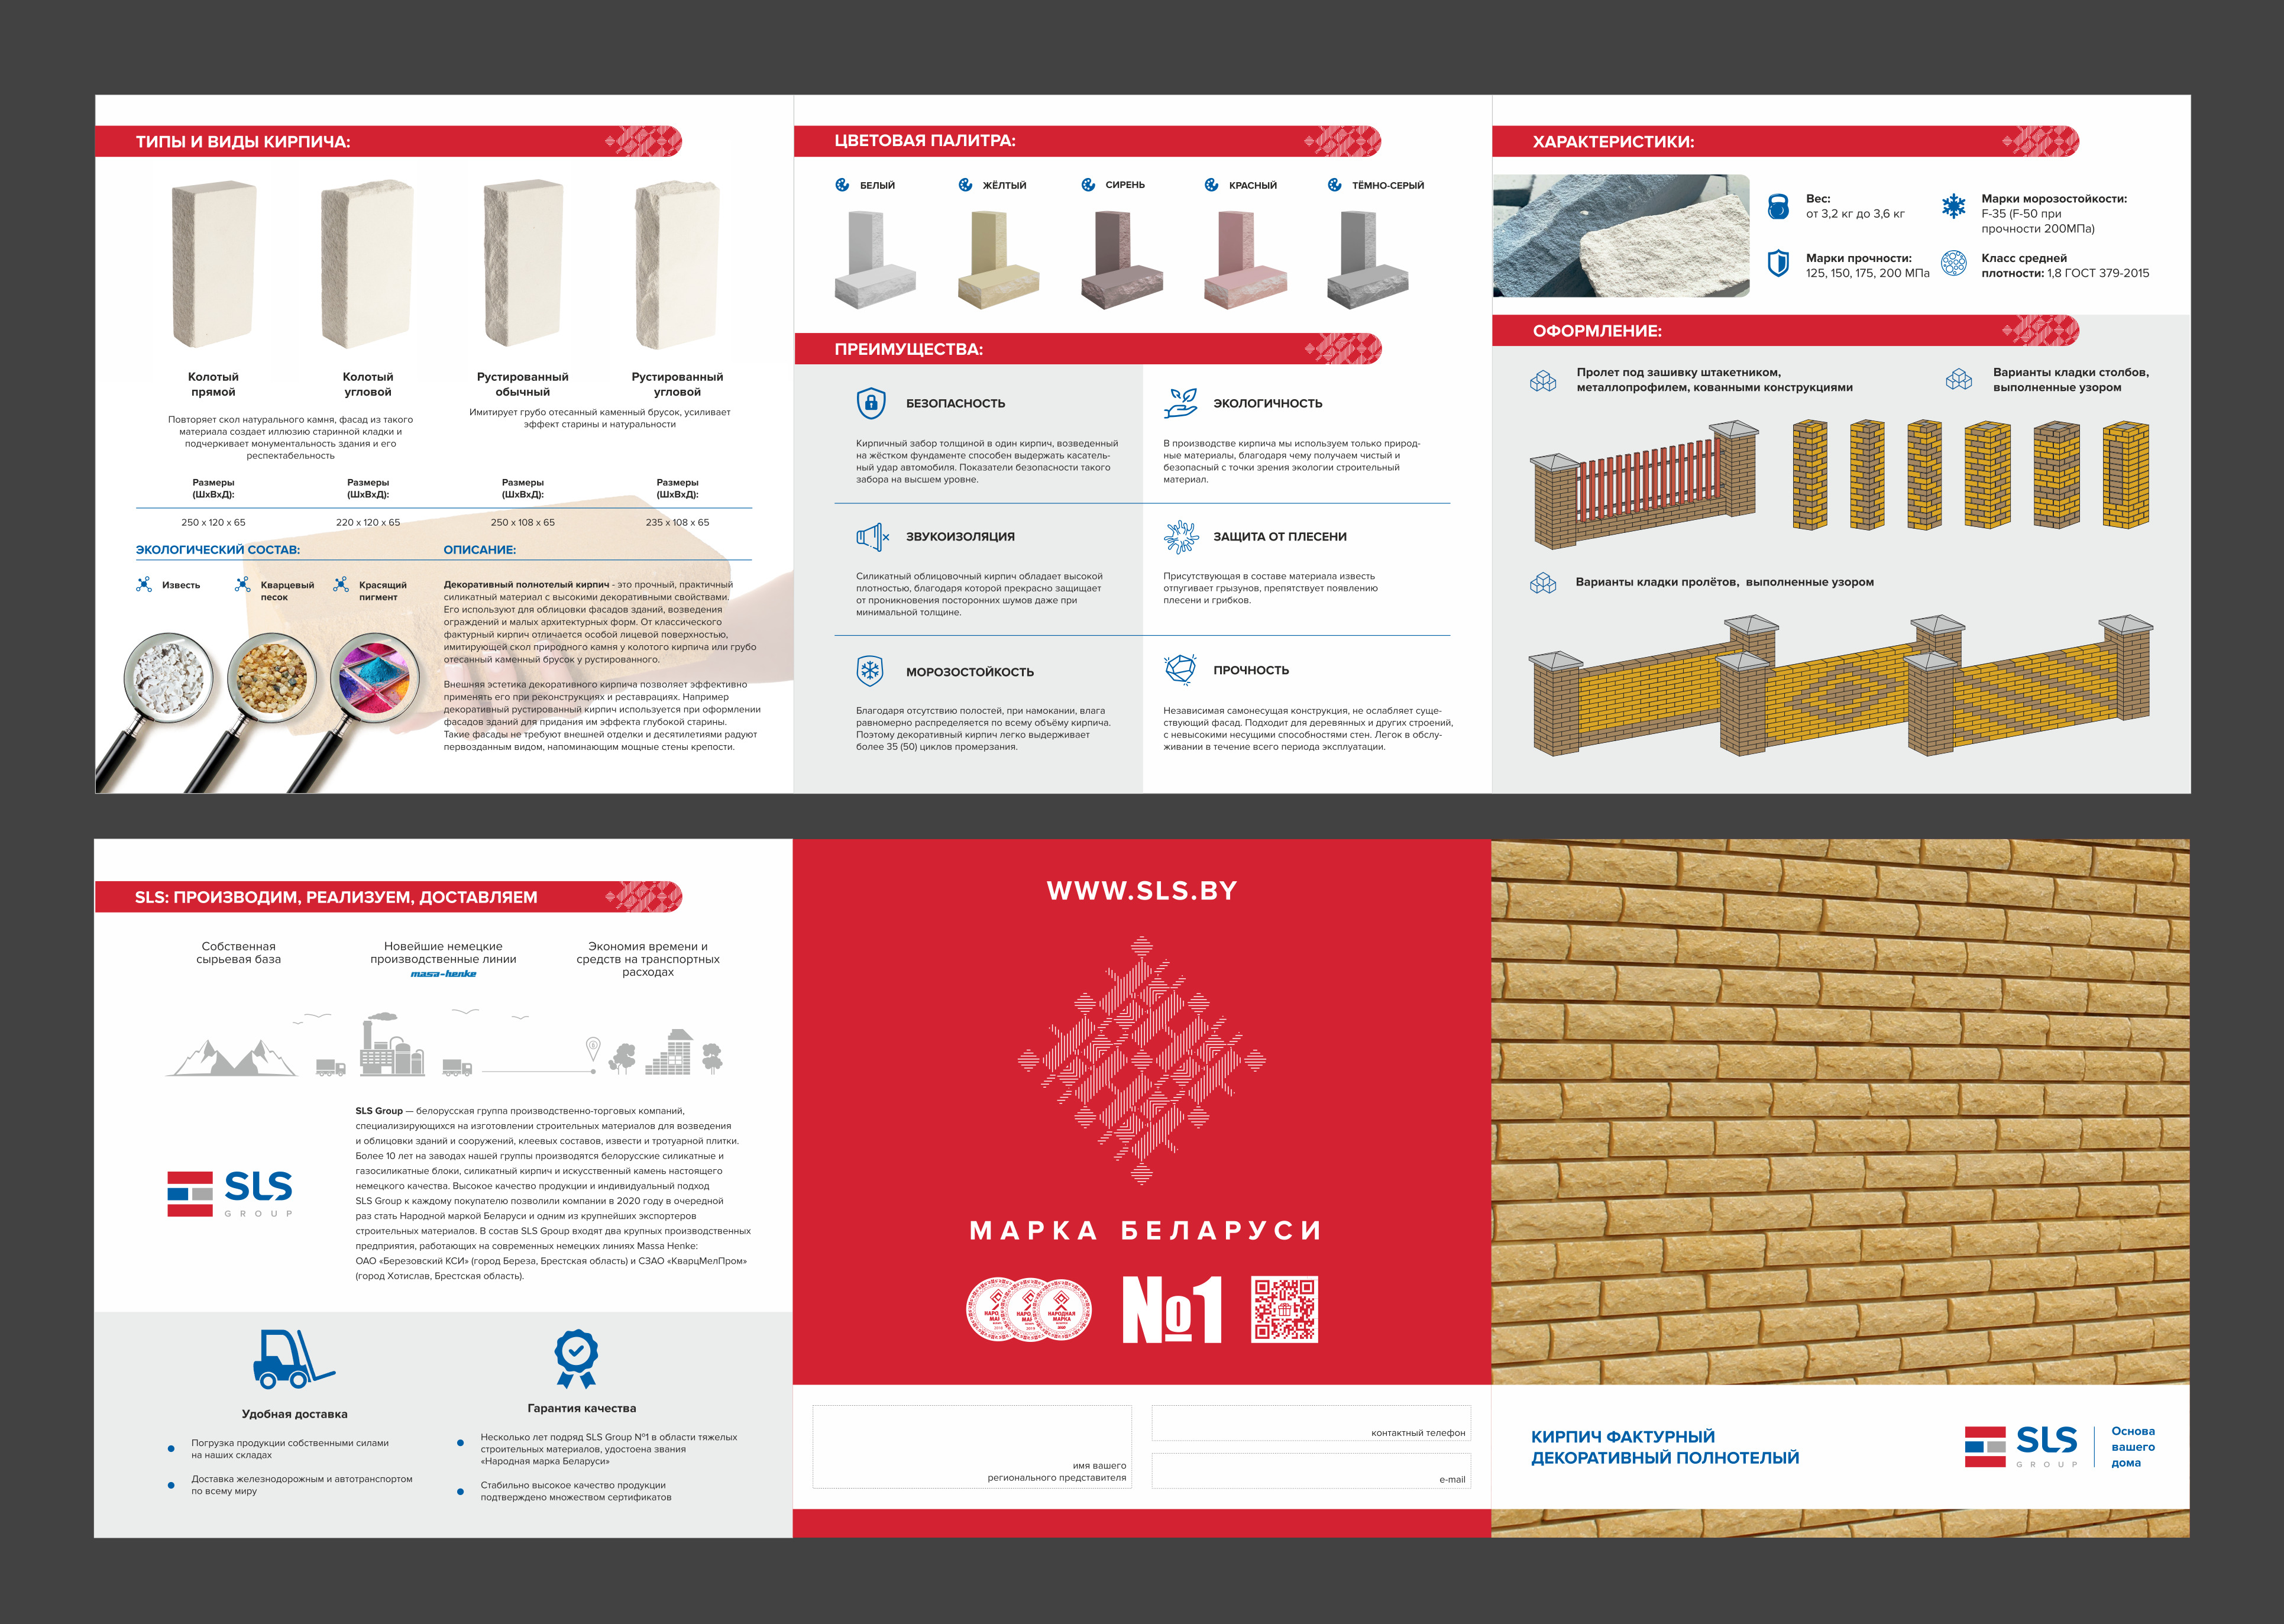 ТИПЫ И ВИДЫ КИРПИЧА:
Колотый
прямой
Колотый
угловой
Рустированный
обычный
Рустированный
угловой
Повторяет скол натурального камня, фасад из такого
материала создает иллюзию старинной кладки и
подчеркивает монументальность здания и его
респектабельность
Имитирует грубо отесанный каменный брусок, усиливает
эффект старины и натуральности
Размеры
(ШхВхД):
Размеры
(ШхВхД):
Размеры
(ШхВхД):
Размеры
(ШхВхД):
250 х 120 х 65
220 х 120 х 65
250 х 108 х 65
235 х 108 х 65
ЭКОЛОГИЧЕСКИЙ СОСТАВ:
Известь
Кварцевый
песок
Красящий
пигмент
ОПИСАНИЕ:
Декоративный полнотелый кирпич - это прочный, практичный
силикатный материал с высокими декоративными свойствами.
Его используют для облицовки фасадов зданий, возведения
ограждений и малых архитектурных форм. От классического
фактурный кирпич отличается особой лицевой поверхностью,
имитирующей скол природного камня у колотого кирпича или грубо
отесанный каменный брусок у рустированного.
Внешняя эстетика декоративного кирпича позволяет эффективно
применять его при реконструкциях и реставрациях. Например
декоративный рустированный кирпич используется при оформлении
фасадов зданий для придания им эффекта глубокой старины.
Такие фасады не требуют внешней отделки и десятилетиями радуют
первозданным видом, напоминающим мощные стены крепости.
ЦВЕТОВАЯ ПАЛИТРА:
БЕЛЫЙ
ЖЁЛТЫЙ
СИРЕНЬ
КРАСНЫЙ
ТЁМНО-СЕРЫЙ
ПРЕИМУЩЕСТВА:
БЕЗОПАСНОСТЬ
Кирпичный забор толщиной в один кирпич, возведенный
на жёстком фундаменте способен выдержать касатель-
ный удар автомобиля. Показатели безопасности такого
забора на высшем уровне.
ЭКОЛОГИЧНОСТЬ
В производстве кирпича мы используем только природ-
ные материалы, благодаря чему получаем чистый и
безопасный с точки зрения экологии строительный
материал.
ЗВУКОИЗОЛЯЦИЯ
Силикатный облицовочный кирпич обладает высокой
плотностью, благодаря которой прекрасно защищает
от проникновения посторонних шумов даже при
минимальной толщине.
ЗАЩИТА ОТ ПЛЕСЕНИ
Присутствующая в составе материала известь
отпугивает грызунов, препятствует появлению
плесени и грибков.
МОРОЗОСТОЙКОСТЬ
Благодаря отсутствию полостей, при намокании, влага
равномерно распределяется по всему объёму кирпича.
Поэтому декоративный кирпич легко выдерживает
более 35 (50) циклов промерзания.
ПРОЧНОСТЬ
Независимая самонесущая конструкция, не ослабляет суще-
ствующий фасад. Подходит для деревянных и других строений,
с невысокими несущими способностями стен. Легок в обслу-
живании в течение всего периода эксплуатации.
ХАРАКТЕРИСТИКИ:
Вес:
от 3,2 кг до 3,6 кг
Марки морозостойкости:
F-35 (F-50 при
прочности 200МПа)
Марки прочности:
125, 150, 175, 200 МПа
Класс средней
плотности: 1,8 ГОСТ 379-2015
ОФОРМЛЕНИЕ:
Пролет под зашивку штакетником,
металлопрофилем, кованными конструкциями
Варианты кладки столбов,
выполненные узором
Варианты кладки пролётов, выполненные узором
SLS: ПРОИЗВОДИМ, РЕАЛИЗУЕМ, ДОСТАВЛЯЕМ
Собственная
сырьевая база
Новейшие немецкие
производственные линии
masa-henke
Экономия времени и
средств на транспортных
расходах
SLS
GROUP
SLS Group — белорусская группа производственно-торговых компаний,
специализирующихся на изготовлении строительных материалов для возведения
и облицовки зданий и сооружений, клеевых составов, извести и тротуарной плитки.
Более 10 лет на заводах нашей группы производятся белорусские силикатные и
газосиликатные блоки, силикатный кирпич и искусственный камень настоящего
немецкого качества. Высокое качество продукции и индивидуальный подход
SLS Group к каждому покупателю позволили компании в 2020 году в очередной
раз стать Народной маркой Беларуси и одним из крупнейших экспортеров
строительных материалов. В состав SLS Group входят два крупных производственных
предприятия, работающих на современных немецких линиях Massa Henke:
ОАО «Березовский КСИ» (город Береза, Брестская область) и СЗАО «КварцМелПром»
(город Хотислав, Брестская область).
Удобная доставка
Погрузка продукции собственными силами
на наших складах
Доставка железнодорожным и автотранспортом
по всему миру
Гарантия качества
Несколько лет подряд SLS Group №1 в области тяжелых
строительных материалов, удостоена звания
«Народная марка Беларуси»
Стабильно высокое качество продукции
подтверждено множеством сертификатов
WWW.SLS.BY
МАРКА БЕЛАРУСИ
НАРОДНАЯ
МАРКА
№1
имя вашего
регионального представителя
контактный телефон
e-mail
КИРПИЧ ФАКТУРНЫЙ
ДЕКОРАТИВНЫЙ ПОЛНОТЕЛЫЙ
SLS
GROUP
Основа
вашего
дома